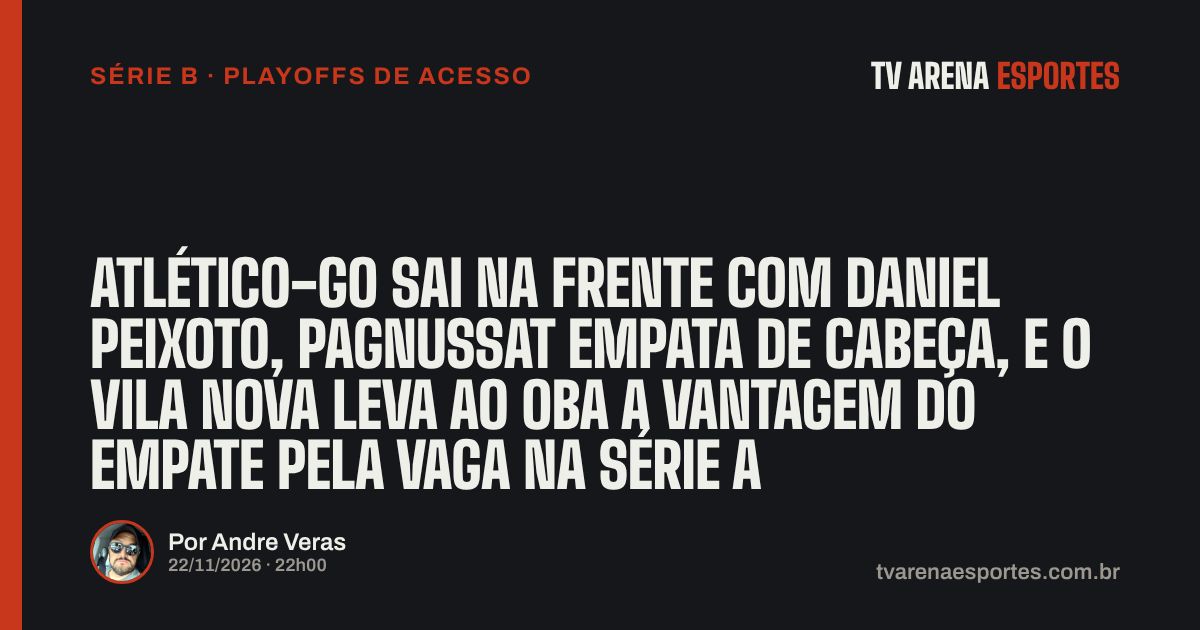 SÉRIE B · PLAYOFFS DE ACESSO
TV ARENA ESPORTES
ATLÉTICO-GO SAI NA FRENTE COM DANIEL
PEIXOTO, PAGNUSSAT EMPATA DE CABEÇA, E O
VILA NOVA LEVA AO OBA A VANTAGEM DO
EMPATE PELA VAGA NA SÉRIE A
Por Andre Veras
22/11/2026 · 22h00
tvarenaesportes.com.br